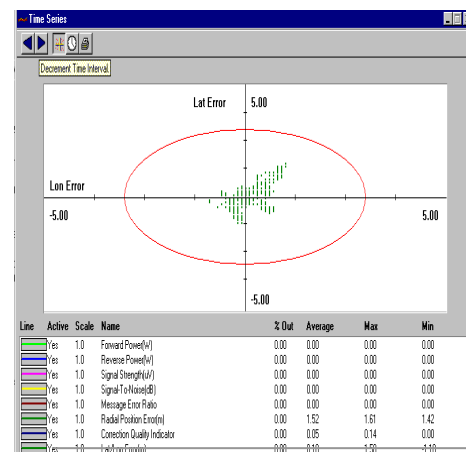 Time Series
Decrement Time Interval.
Lat Error 5.00
Lon Error
-5.00 5.00
-5.00
Line Active Scale Name % Out Average Max Min
Yes 1.0 Forward Power(W) 0.00 0.00 0.00 0.00
Yes 1.0 Reverse Power(W) 0.00 0.00 0.00 0.00
Yes 1.0 Signal Strength(uV) 0.00 0.00 0.00 0.00
Yes 1.0 Signal-To-Noise(dB) 0.00 0.00 0.00 0.00
Yes 1.0 Message Error Ratio 0.00 0.00 0.00 0.00
Yes 1.0 Radial Position Error(m) 0.00 1.52 1.61 1.42
Yes 1.0 Correction Quality Indicator 0.00 0.05 0.14 0.00
Yes 1.0 0.00